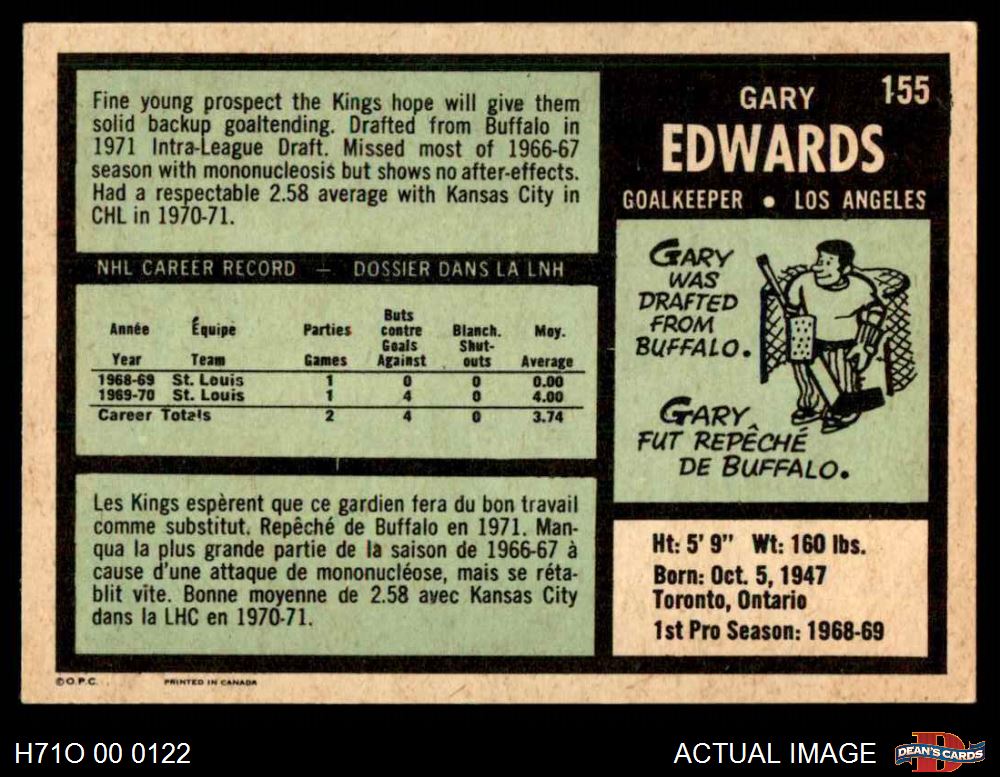 155
GARY
EDWARDS
GOALKEEPER • LOS ANGELES
Fine young prospect the Kings hope will give them
solid backup goaltending. Drafted from Buffalo in
1971 Intra-League Draft. Missed most of 1966-67
season with mononucleosis but shows no after-effects.
Had a respectable 2.58 average with Kansas City in
CHL in 1970-71.
NHL CAREER RECORD — DOSSIER DANS LA LNH
Année Équipe Parties Buts contre Blanch. Moy.
Year Team Games Goals Against Shut-outs Average
1968-69 St. Louis 1 0 0 0.00
1969-70 St. Louis 1 4 0 4.00
Career Totals 2 4 0 3.74
Les Kings espèrent que ce gardien fera du bon travail
comme substitut. Repêché de Buffalo en 1971. Man-
qua la plus grande partie de la saison de 1966-67 à
cause d'une attaque de mononucléose, mais se réta-
blit vite. Bonne moyenne de 2.58 avec Kansas City
dans la LHC en 1970-71.
GARY
WAS
DRAFTED
FROM
BUFFALO.
GARY
FUT REPÊCHÉ
DE BUFFALO.
Ht: 5' 9" Wt: 160 lbs.
Born: Oct. 5, 1947
Toronto, Ontario
1st Pro Season: 1968-69
©O.P.C. PRINTED IN CANADA
H71O 00 0122
ACTUAL IMAGE
DEAN'S CARDS